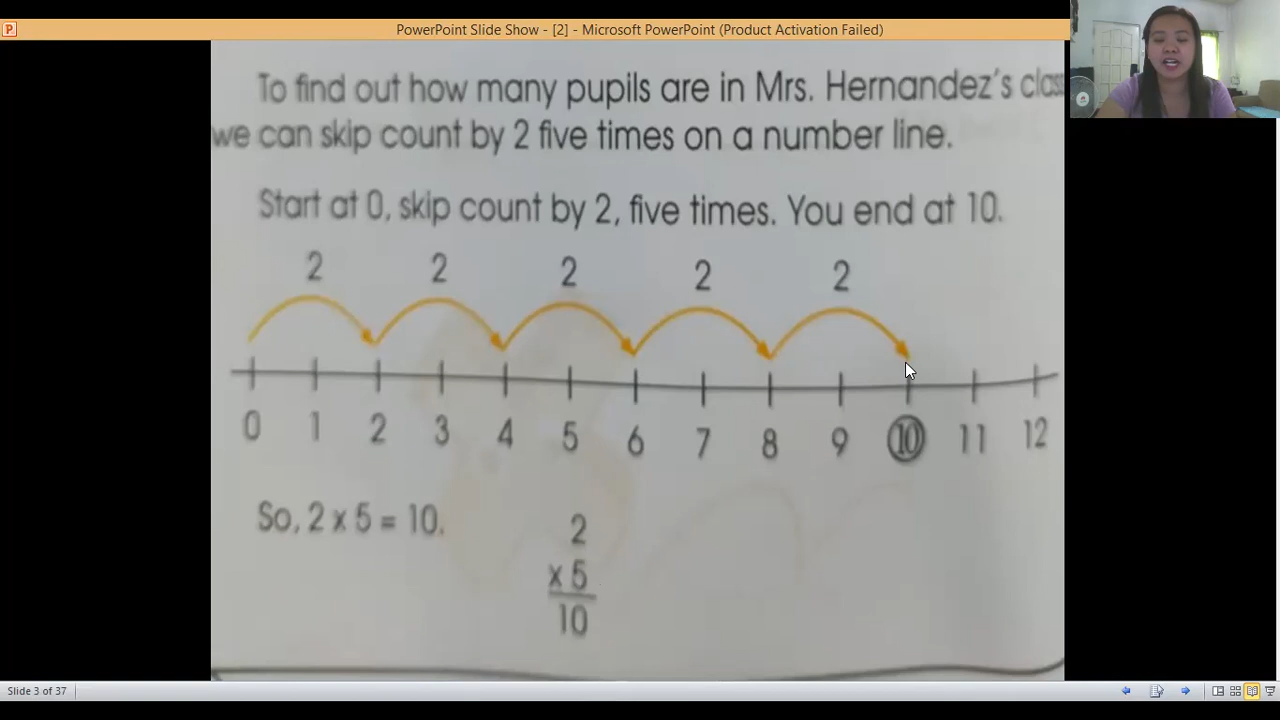 PowerPoint Slide Show - [2] - Microsoft PowerPoint (Product Activation Failed)
To find out how many pupils are in Mrs. Hernandez's clas
we can skip count by 2 five times on a number line.
Start at 0, skip count by 2, five times. You end at 10.
2 2 2 2 2
0 1 2 3 4 5 6 7 8 9 10 11 12
So, 2 x 5 = 10.
2
x 5
10
Slide 3 of 37